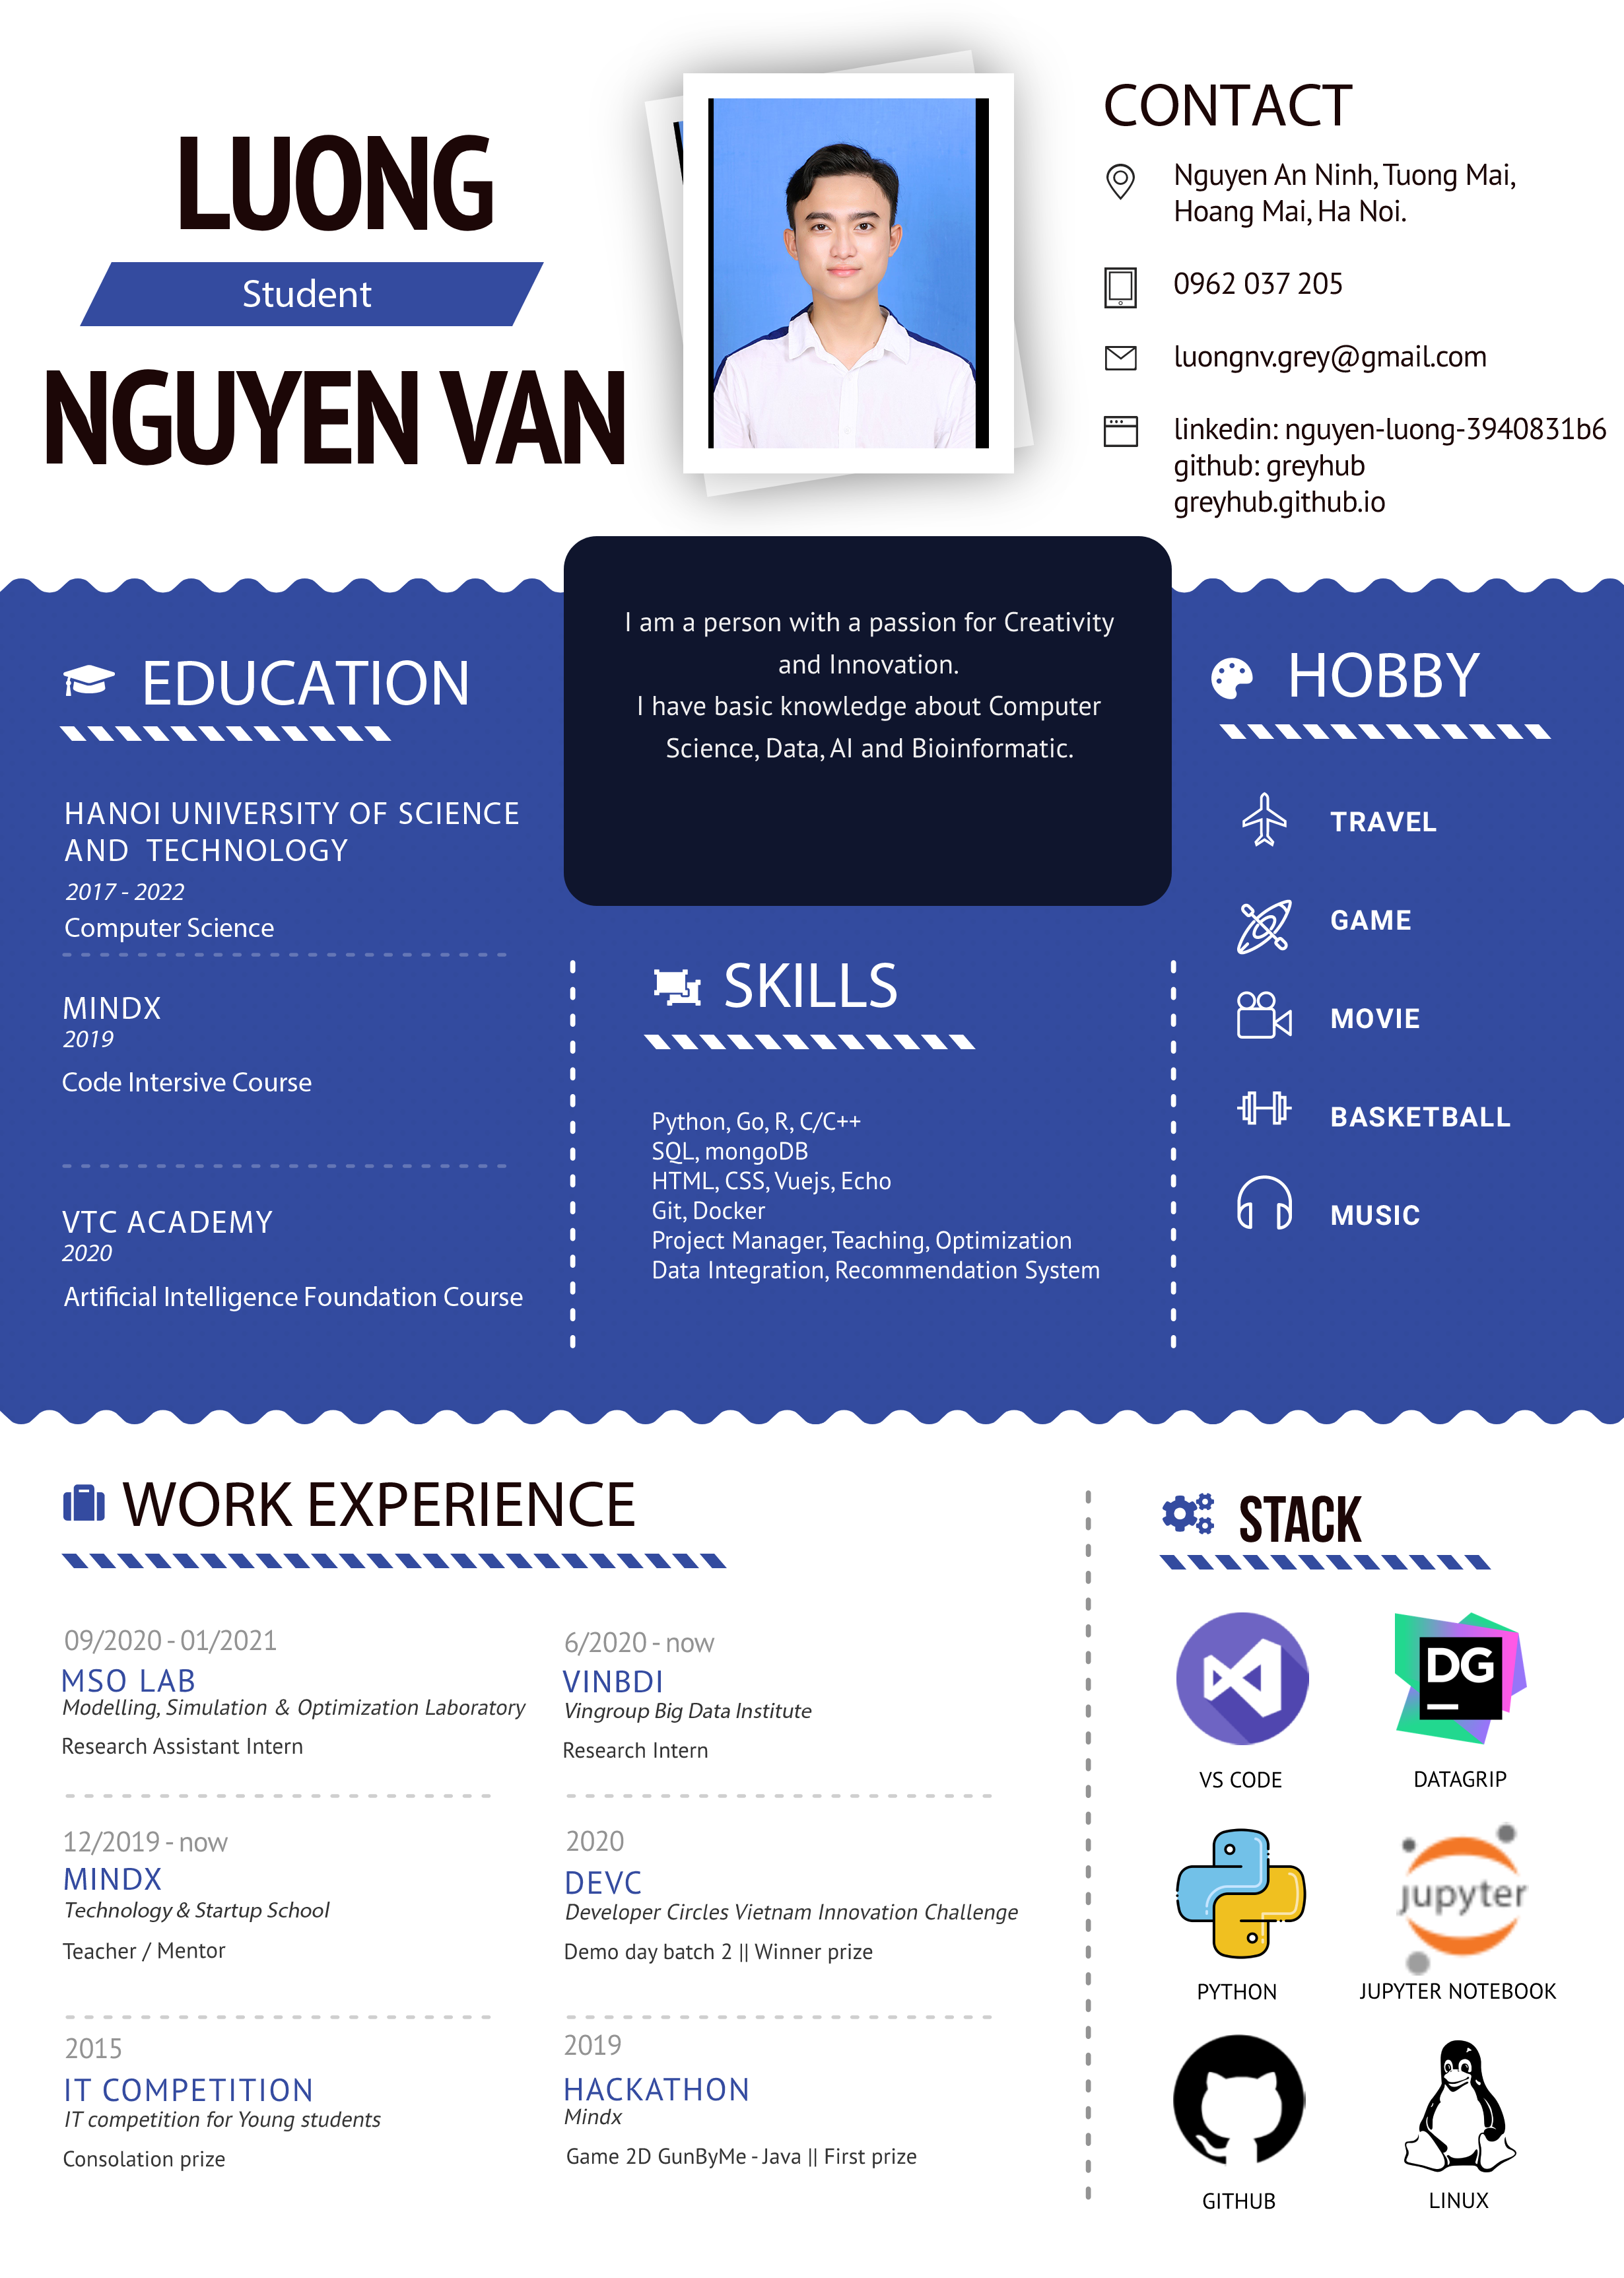 LUONG
Student
NGUYEN VAN
CONTACT
Nguyen An Ninh, Tuong Mai,
Hoang Mai, Ha Noi.
0962 037 205
luongnv.grey@gmail.com
linkedin: nguyen-luong-3940831b6
github: greyhub
greyhub.github.io
I am a person with a passion for Creativity
and Innovation.
I have basic knowledge about Computer
Science, Data, AI and Bioinformatic.
EDUCATION
HANOI UNIVERSITY OF SCIENCE
AND TECHNOLOGY
2017 - 2022
Computer Science
MINDX
2019
Code Intersive Course
VTC ACADEMY
2020
Artificial Intelligence Foundation Course
SKILLS
Python, Go, R, C/C++
SQL, mongoDB
HTML, CSS, Vuejs, Echo
Git, Docker
Project Manager, Teaching, Optimization
Data Integration, Recommendation System
HOBBY
TRAVEL
GAME
MOVIE
BASKETBALL
MUSIC
WORK EXPERIENCE
09/2020 - 01/2021
MSO LAB
Modelling, Simulation & Optimization Laboratory
Research Assistant Intern
6/2020 - now
VINBDI
Vingroup Big Data Institute
Research Intern
12/2019 - now
MINDX
Technology & Startup School
Teacher / Mentor
2020
DEVC
Developer Circles Vietnam Innovation Challenge
Demo day batch 2 || Winner prize
2015
IT COMPETITION
IT competition for Young students
Consolation prize
2019
HACKATHON
Mindx
Game 2D GunByMe - Java || First prize
STACK
VS CODE
DG
DATAGRIP
PYTHON
jupyter
JUPYTER NOTEBOOK
GITHUB
LINUX